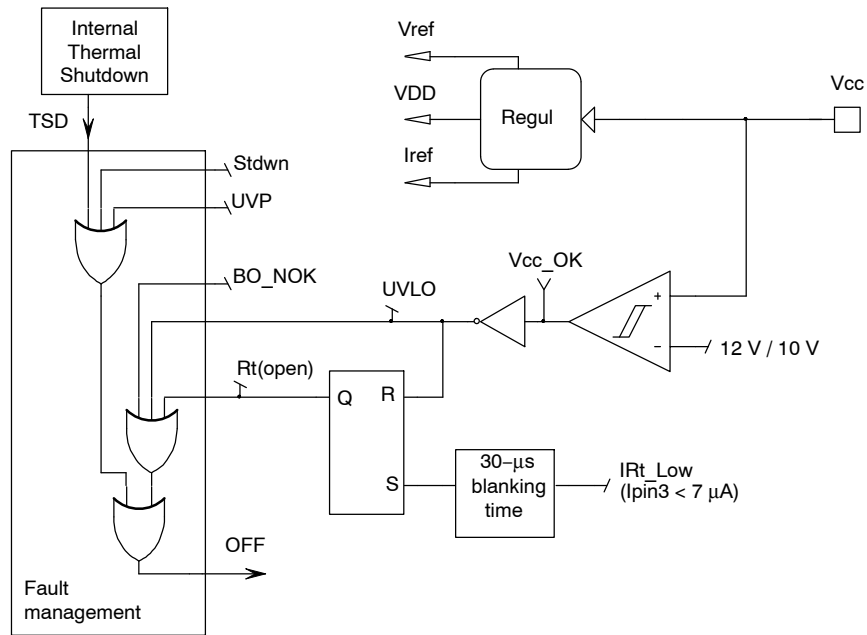 Internal
Thermal
Shutdown
TSD
Vref
VDD
Iref
Regul
Vcc
Stdwn
UVP
BO_NOK
UVLO
Vcc_OK
+
−
12 V / 10 V
Rt(open)
Q
R
S
30−μs
blanking
time
IRt_Low
(Ipin3 < 7 μA)
OFF
Fault
management